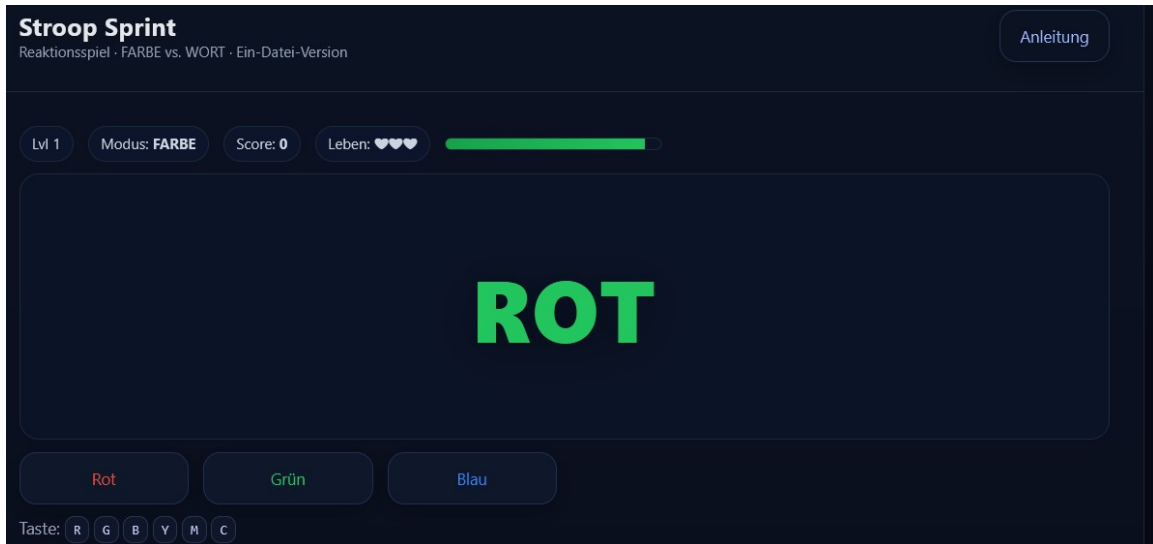 Stroop Sprint
Reaktionsspiel · FARBE vs. WORT · Ein-Datei-Version
Anleitung
Lvl 1
Modus: FARBE
Score: 0
Leben: ♥♥♥
ROT
Rot
Grün
Blau
Taste: R G B Y M C